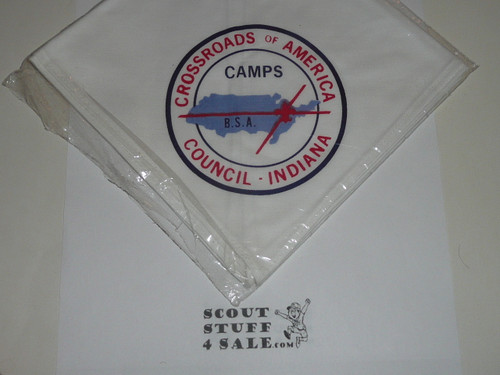 CROSSROADS OF AMERICA
CAMPS
B.S.A.
COUNCIL - INDIANA
SCOUT
STUFF
4 SALE.COM